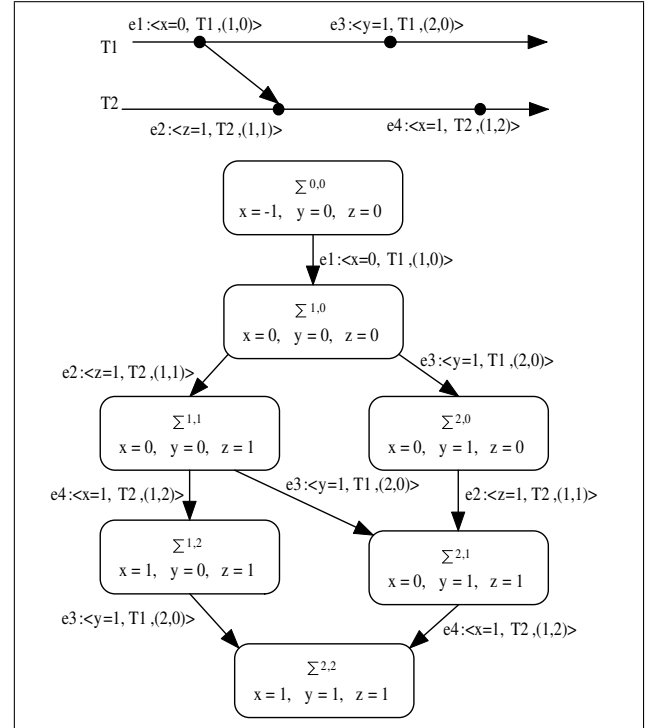 e1:<x=0, T1,(1,0)> e3:<y=1, T1,(2,0)>
T1
T2
e2:<z=1, T2,(1,1)> e4:<x=1, T2,(1,2)>
∑0,0
x = -1, y = 0, z = 0
e1:<x=0, T1,(1,0)>
∑1,0
x = 0, y = 0, z = 0
e2:<z=1, T2,(1,1)> e3:<y=1, T1,(2,0)>
∑1,1 ∑2,0
x = 0, y = 0, z = 1 x = 0, y = 1, z = 0
e4:<x=1, T2,(1,2)> e3:<y=1, T1,(2,0)> e2:<z=1, T2,(1,1)>
∑1,2 ∑2,1
x = 1, y = 0, z = 1 x = 0, y = 1, z = 1
e3:<y=1, T1,(2,0)> e4:<x=1, T2,(1,2)>
∑2,2
x = 1, y = 1, z = 1